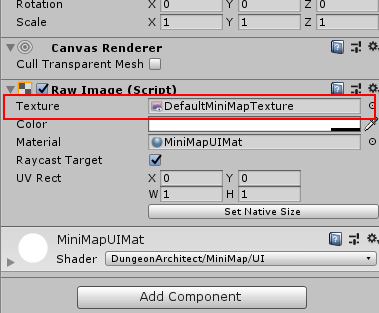 Rotation X 0 Y 0 Z 0
Scale X 1 Y 1 Z 1
Canvas Renderer
Cull Transparent Mesh
Raw Image (Script)
Texture DefaultMiniMapTexture
Color
Material MiniMapUIMat
Raycast Target
UV Rect X 0 Y 0
W 1 H 1
Set Native Size
MiniMapUIMat
Shader DungeonArchitect/MiniMap/UI
Add Component